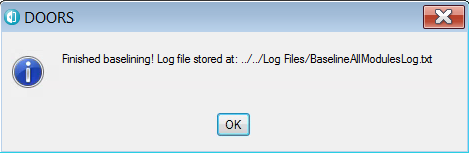 DOORS
Finished baselining! Log file stored at: ../../Log Files/BaselineAllModulesLog.txt
OK